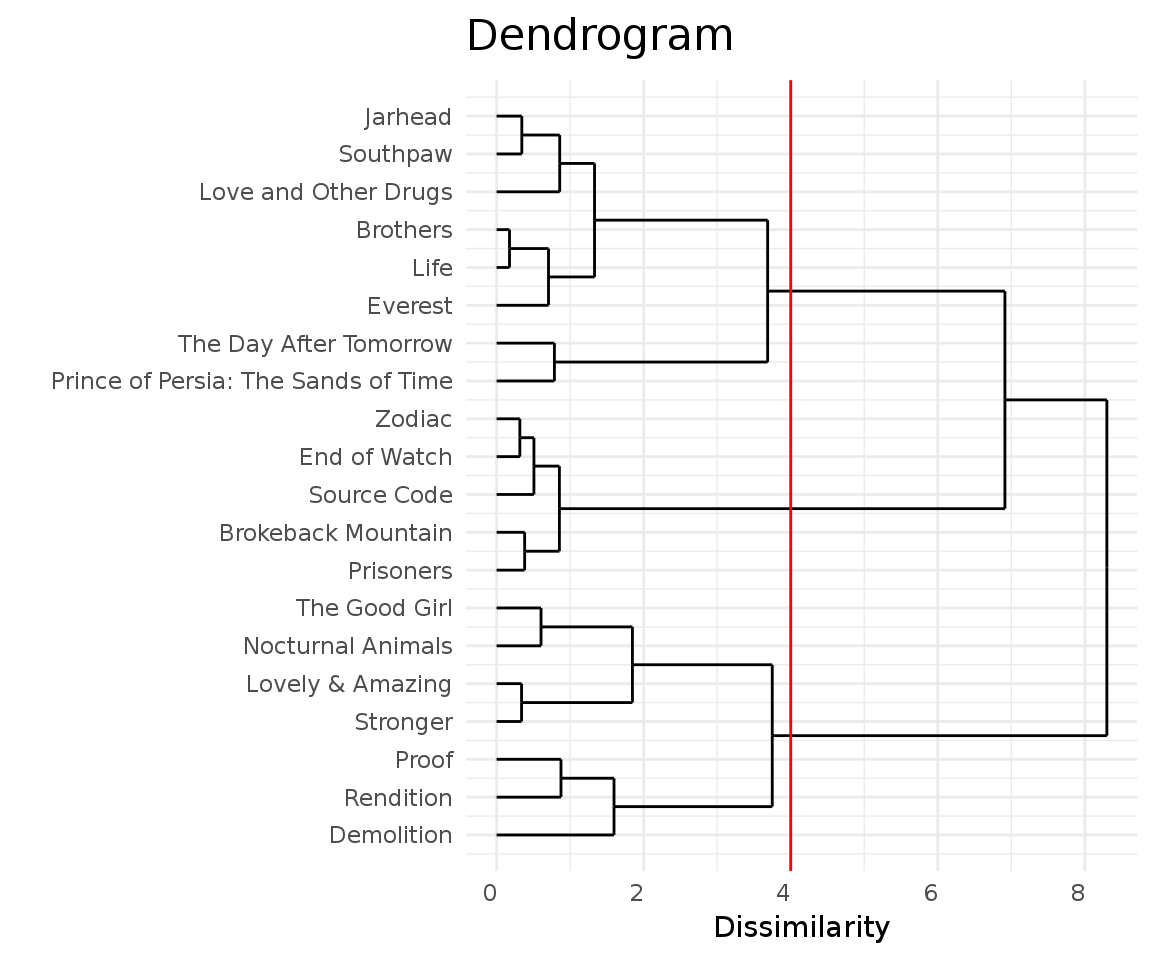 Dendrogram
Jarhead
Southpaw
Love and Other Drugs
Brothers
Life
Everest
The Day After Tomorrow
Prince of Persia: The Sands of Time
Zodiac
End of Watch
Source Code
Brokeback Mountain
Prisoners
The Good Girl
Nocturnal Animals
Lovely & Amazing
Stronger
Proof
Rendition
Demolition
0 2 4 6 8
Dissimilarity